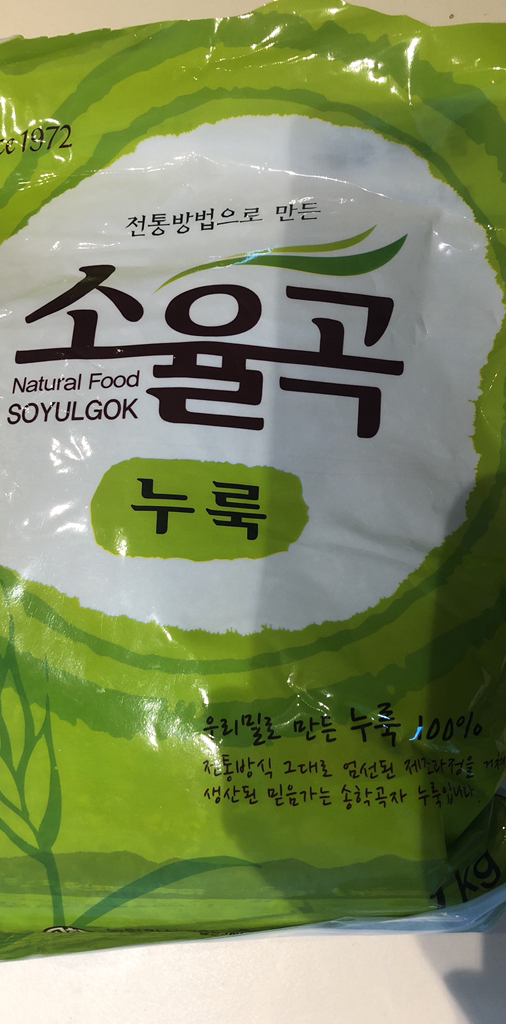 1972
전통방법으로 만든
소율곡
Natural Food
SOYULGOK
누룩
우리밀로 만든 누룩 100%
전통방식 그대로 엄선된 제조과정을
생산된 믿음가는 송학곡자 누룩입니다.
1kg